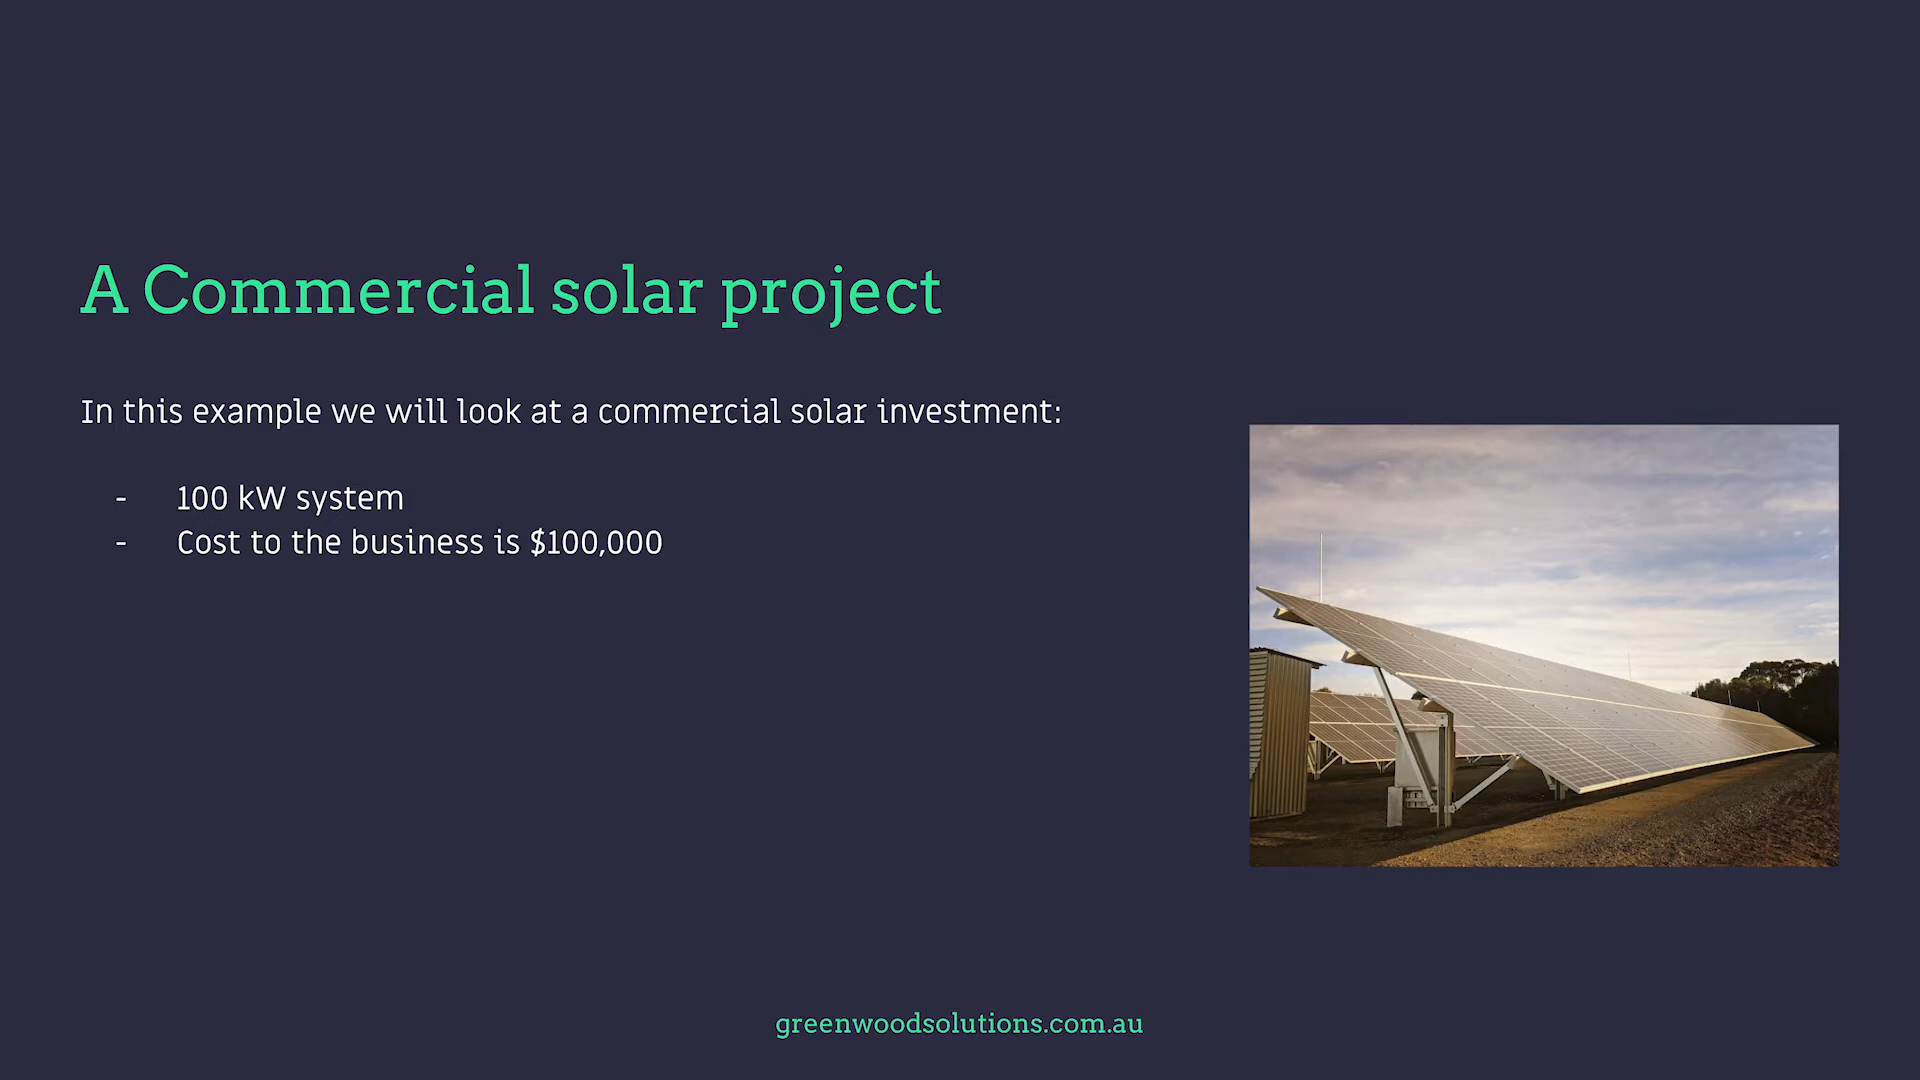 A Commercial solar project
In this example we will look at a commercial solar investment:
- 100 kW system
- Cost to the business is $100,000
greenwoodsolutions.com.au